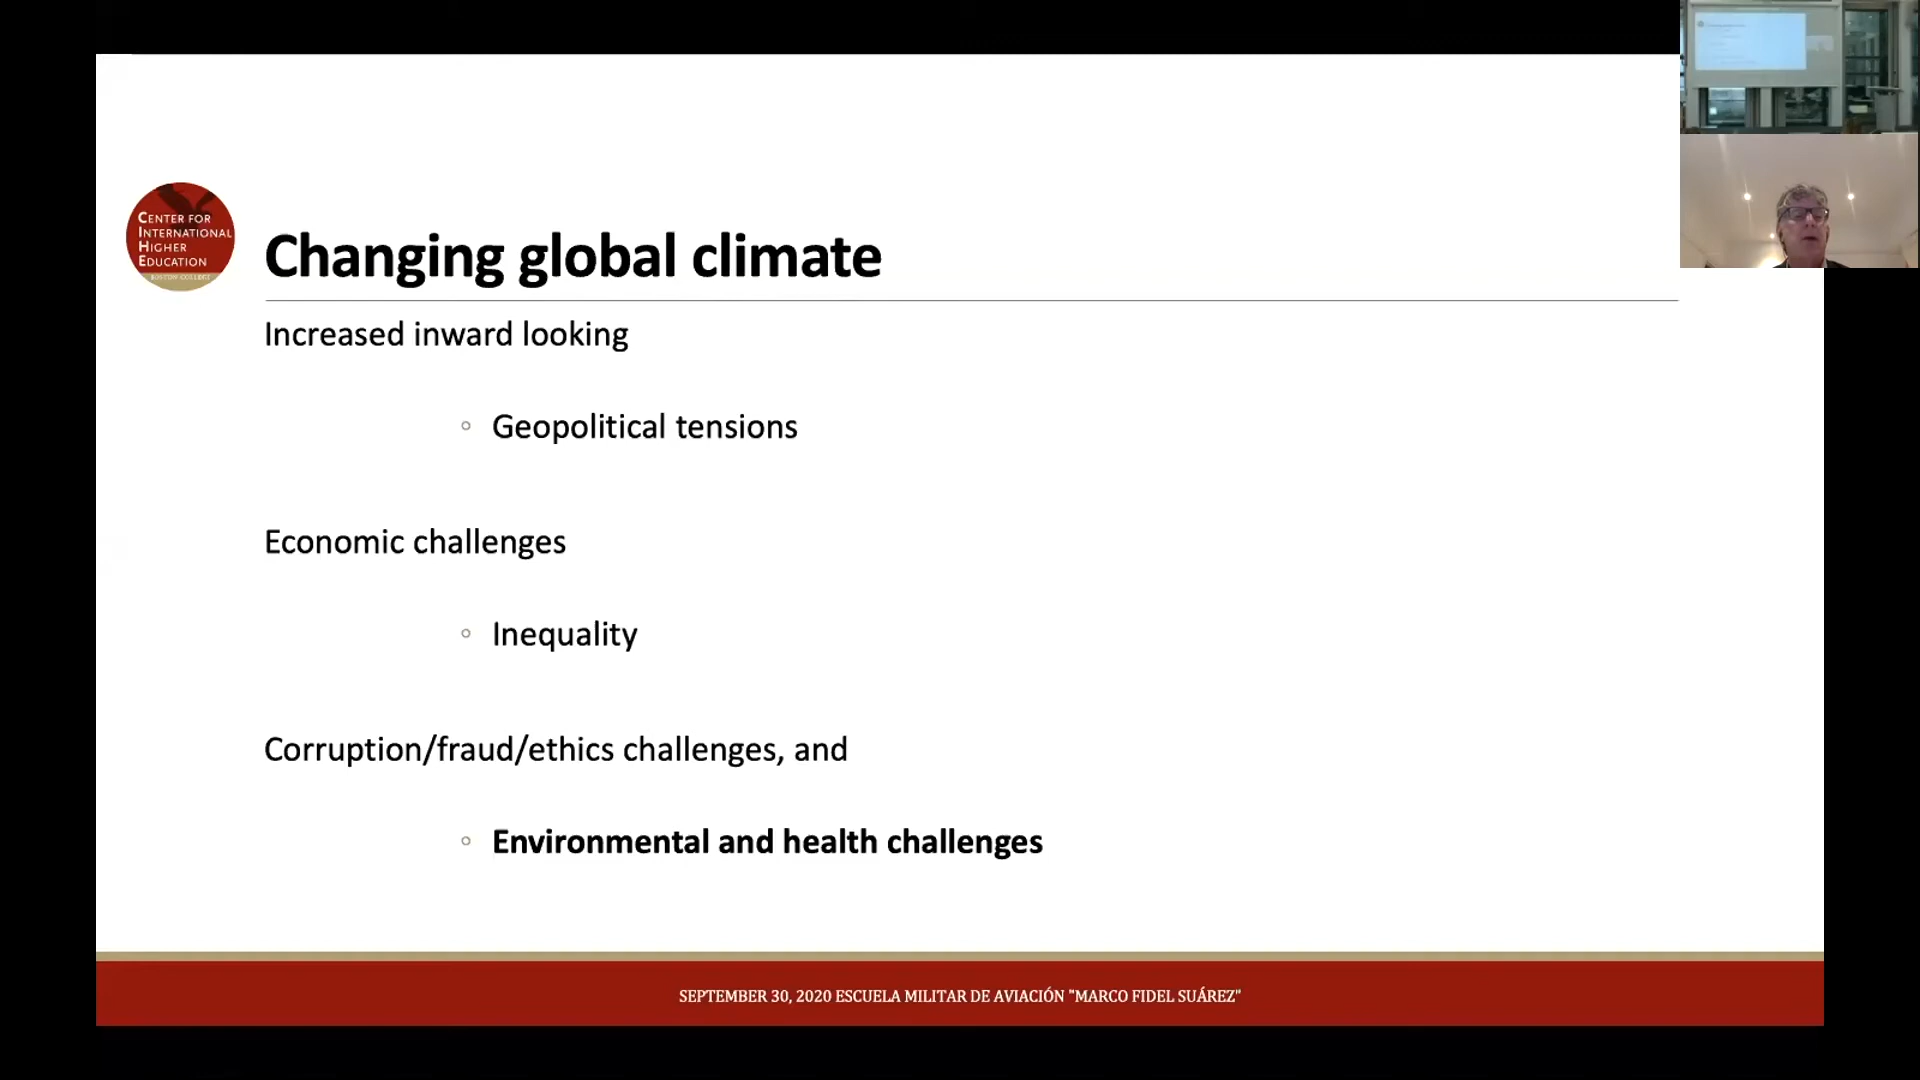 CENTER FOR
INTERNATIONAL
HIGHER
EDUCATION
BOSTON COLLEGE
Changing global climate
Increased inward looking
◦ Geopolitical tensions
Economic challenges
◦ Inequality
Corruption/fraud/ethics challenges, and
◦ Environmental and health challenges
SEPTEMBER 30, 2020 ESCUELA MILITAR DE AVIACIÓN "MARCO FIDEL SUÁREZ"